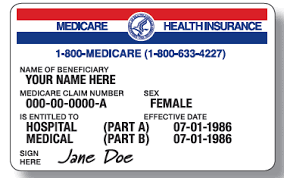 MEDICARE HEALTH INSURANCE
1-800-MEDICARE (1-800-633-4227)
NAME OF BENEFICIARY
YOUR NAME HERE
MEDICARE CLAIM NUMBER SEX
000-00-0000-A FEMALE
IS ENTITLED TO EFFECTIVE DATE
HOSPITAL (PART A) 07-01-1986
MEDICAL (PART B) 07-01-1986
SIGN
HERE Jane Doe